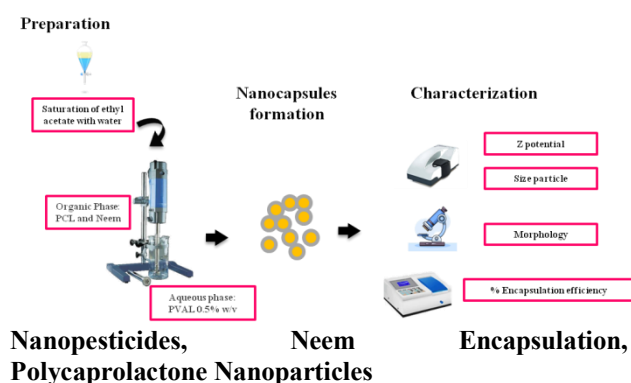 Preparation
Saturation of ethyl
acetate with water
Organic Phase:
PCL and Neem
Aqueous phase:
PVAL 0.5% w/v
Nanocapsules
formation
Characterization
Z potential
Size particle
Morphology
% Encapsulation efficiency
Nanopesticides, Neem Encapsulation,
Polycaprolactone Nanoparticles